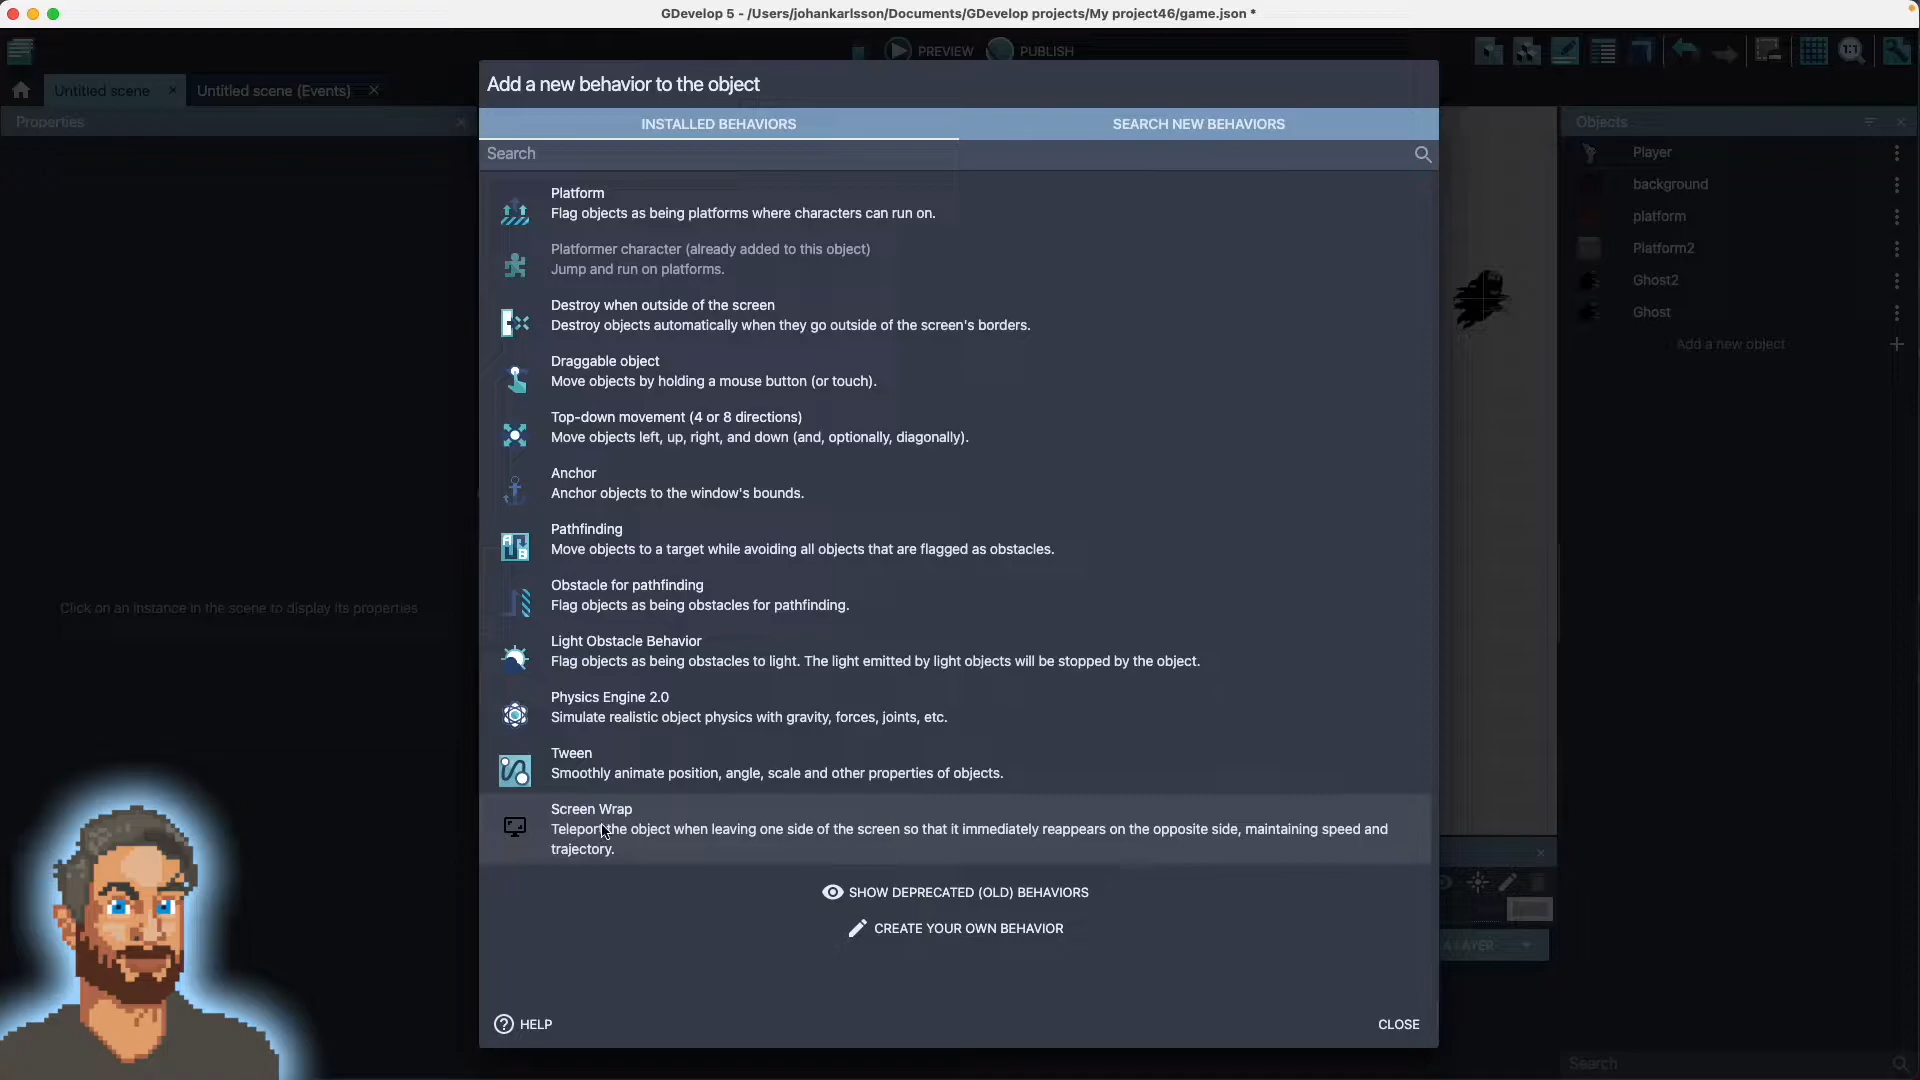 GDevelop 5 - /Users/johankarlsson/Documents/GDevelop projects/My project46/game.json *
PREVIEW
PUBLISH
1:1
Untitled scene
Untitled scene (Events)
Properties
Click on an instance in the scene to display its properties
Add a new behavior to the object
INSTALLED BEHAVIORS
SEARCH NEW BEHAVIORS
Search
Platform
Flag objects as being platforms where characters can run on.
Platformer character (already added to this object)
Jump and run on platforms.
Destroy when outside of the screen
Destroy objects automatically when they go outside of the screen's borders.
Draggable object
Move objects by holding a mouse button (or touch).
Top-down movement (4 or 8 directions)
Move objects left, up, right, and down (and, optionally, diagonally).
Anchor
Anchor objects to the window's bounds.
Pathfinding
Move objects to a target while avoiding all objects that are flagged as obstacles.
Obstacle for pathfinding
Flag objects as being obstacles for pathfinding.
Light Obstacle Behavior
Flag objects as being obstacles to light. The light emitted by light objects will be stopped by the object.
Physics Engine 2.0
Simulate realistic object physics with gravity, forces, joints, etc.
Tween
Smoothly animate position, angle, scale and other properties of objects.
Screen Wrap
Teleport the object when leaving one side of the screen so that it immediately reappears on the opposite side, maintaining speed and
trajectory.
SHOW DEPRECATED (OLD) BEHAVIORS
CREATE YOUR OWN BEHAVIOR
HELP
CLOSE
Objects
Player
background
platform
Platform2
Ghost2
Ghost
Add a new object
A LAYER
Search